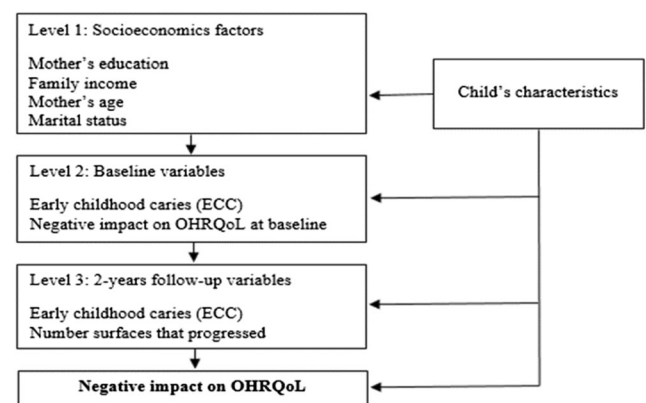 Level 1: Socioeconomics factors
Mother's education
Family income
Mother's age
Marital status
Child's characteristics
Level 2: Baseline variables
Early childhood caries (ECC)
Negative impact on OHRQoL at baseline
Level 3: 2-years follow-up variables
Early childhood caries (ECC)
Number surfaces that progressed
Negative impact on OHRQoL